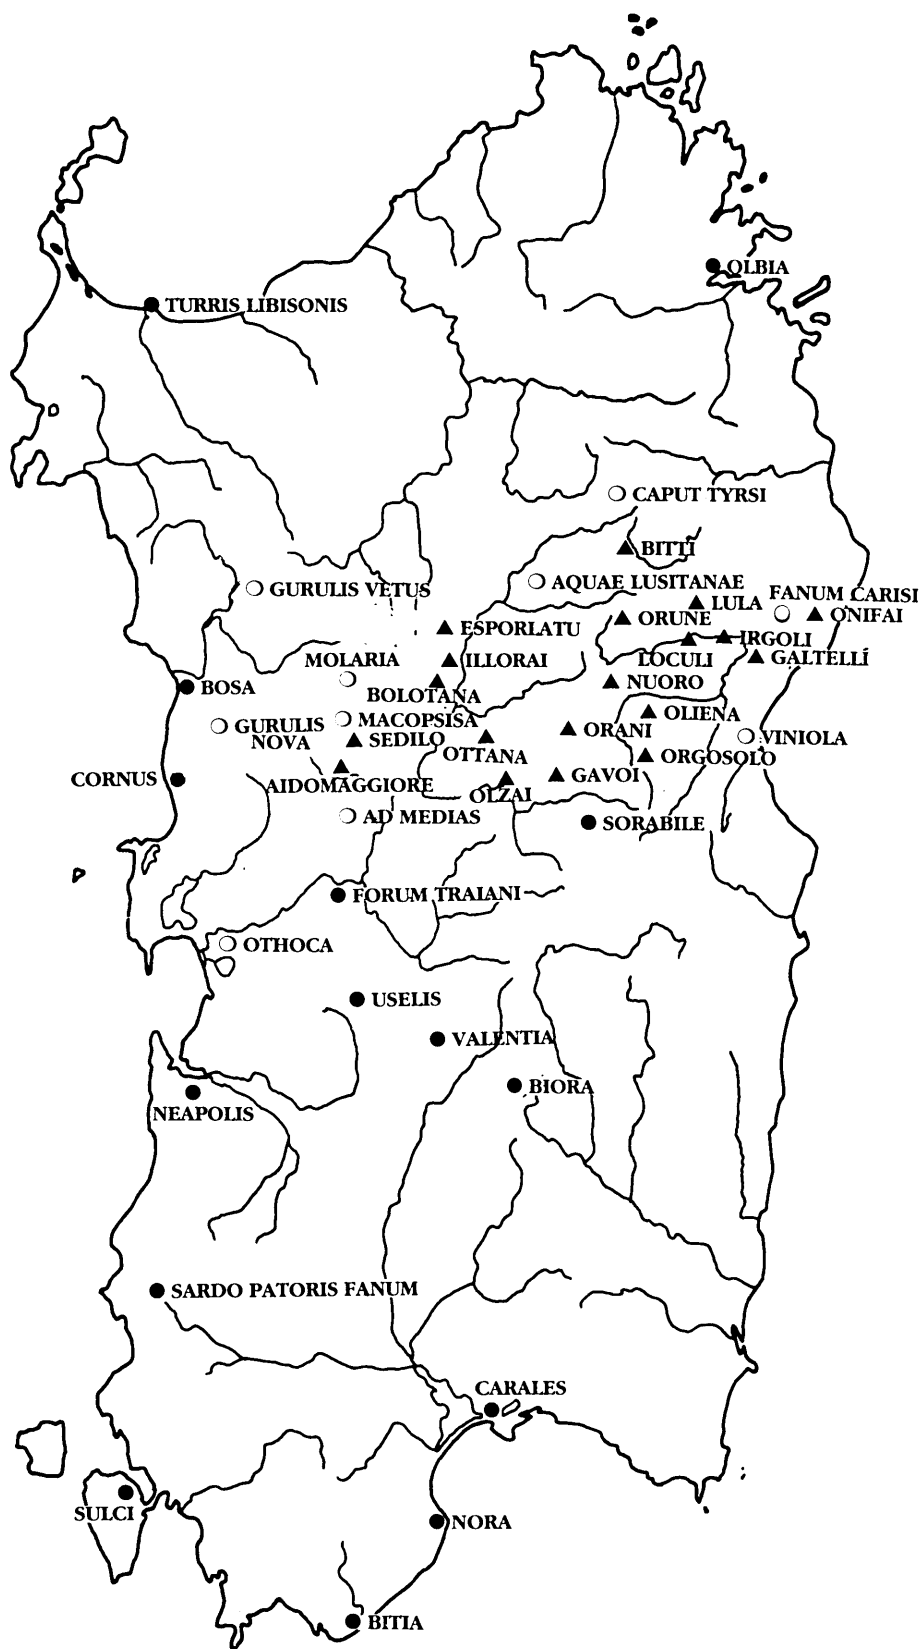 OLBIA
TURRIS LIBISONIS
CAPUT TYRSI
BITTI
AQUAE LUSITANAE
GURULIS VETUS
FANUM CARISI
LULA
ONIFAI
ORUNE
ESPORLATU
IRGOLI
MOLARIA
ILLORAI
LOCULI
GALTELLÍ
BOSA
BOLOTANA
NUORO
GURULIS
NOVA
MACOPSISA
OLIENA
SEDILO
OTTANA
ORANI
VINIOLA
ORGOSOLO
CORNUS
AIDOMAGGIORE
OLZAI
GAVOI
AD MEDIAS
SORABILE
FORUM TRAIANI
OTHOCA
USELIS
VALENTIA
BIORA
NEAPOLIS
SARDO PATORIS FANUM
CARALES
SULCI
NORA
BITIA